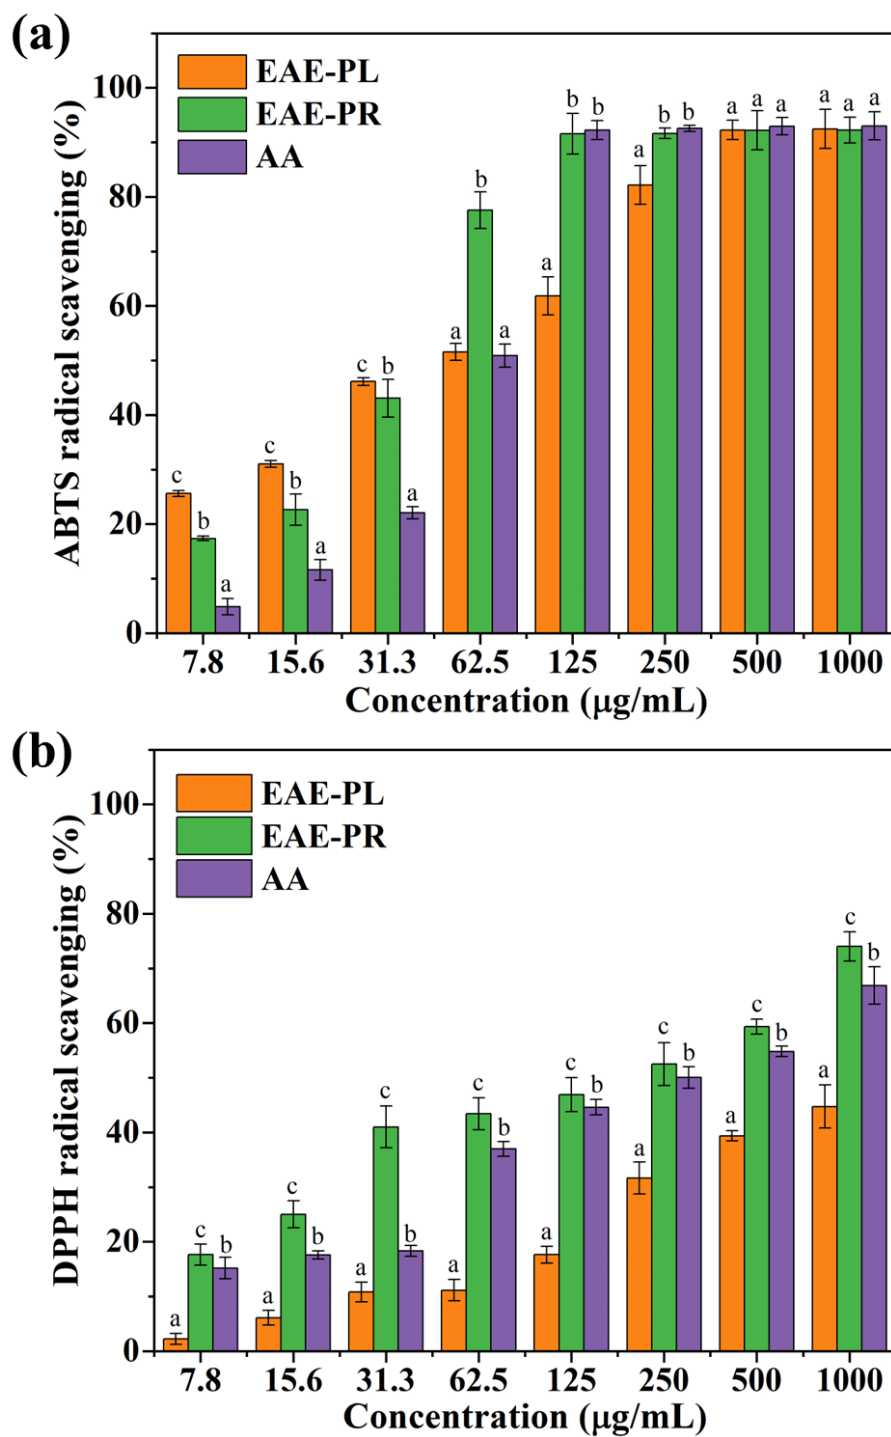 (a)
EAE-PL
EAE-PR
AA
ABTS radical scavenging (%)
100
80
60
40
20
0
c b a
c b a
c b a
a b a
a b b
a b b
a a a
a a a
7.8 15.6 31.3 62.5 125 250 500 1000
Concentration (μg/mL)
(b)
EAE-PL
EAE-PR
AA
DPPH radical scavenging (%)
100
80
60
40
20
0
a c b
a c b
a c b
a c b
a c b
a c b
a c b
a c b
7.8 15.6 31.3 62.5 125 250 500 1000
Concentration (μg/mL)